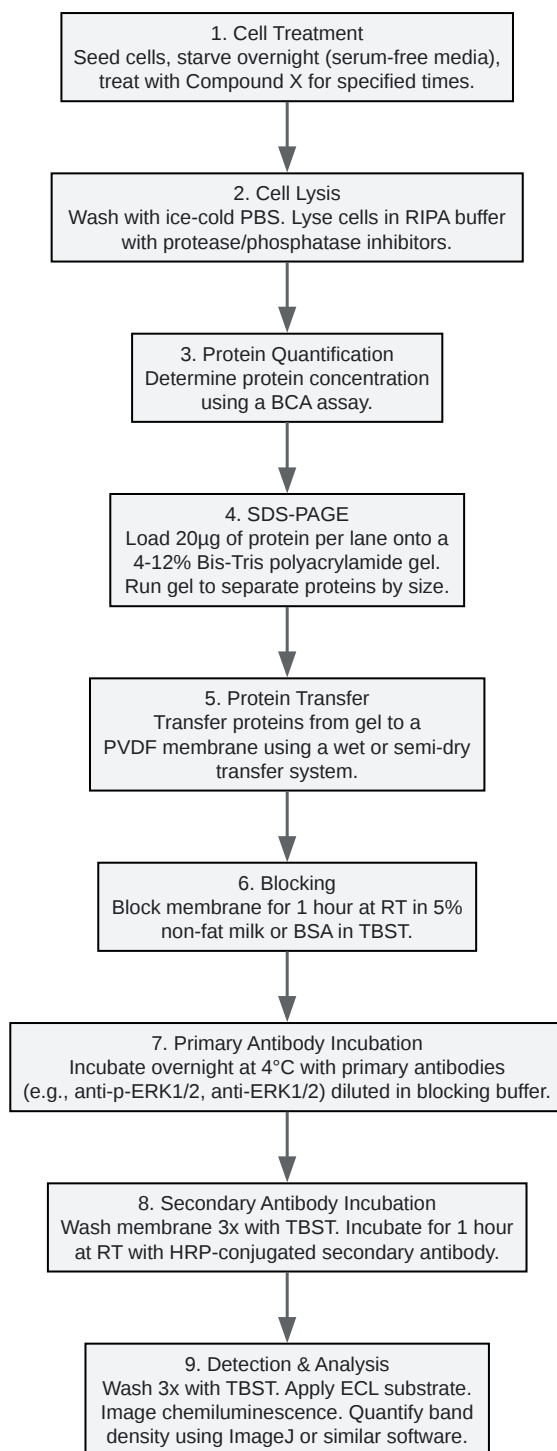 1. Cell Treatment
Seed cells, starve overnight (serum-free media),
treat with Compound X for specified times.
2. Cell Lysis
Wash with ice-cold PBS. Lyse cells in RIPA buffer
with protease/phosphatase inhibitors.
3. Protein Quantification
Determine protein concentration
using a BCA assay.
4. SDS-PAGE
Load 20µg of protein per lane onto a
4-12% Bis-Tris polyacrylamide gel.
Run gel to separate proteins by size.
5. Protein Transfer
Transfer proteins from gel to a
PVDF membrane using a wet or semi-dry
transfer system.
6. Blocking
Block membrane for 1 hour at RT in 5%
non-fat milk or BSA in TBST.
7. Primary Antibody Incubation
Incubate overnight at 4°C with primary antibodies
(e.g., anti-p-ERK1/2, anti-ERK1/2) diluted in blocking buffer.
8. Secondary Antibody Incubation
Wash membrane 3x with TBST. Incubate for 1 hour
at RT with HRP-conjugated secondary antibody.
9. Detection & Analysis
Wash 3x with TBST. Apply ECL substrate.
Image chemiluminescence. Quantify band
density using ImageJ or similar software.